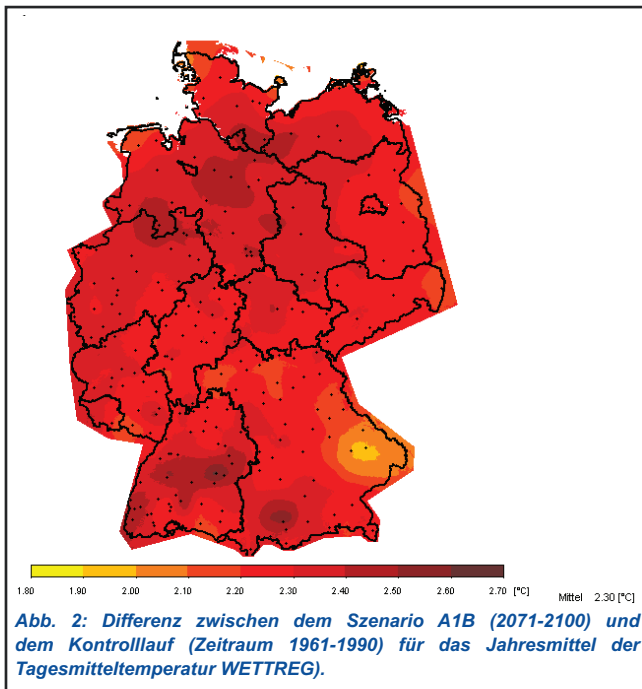 1.80 1.90 2.00 2.10 2.20 2.30 2.40 2.50 2.60 2.70 [°C]
Mittel 2.30 [°C]
Abb. 2: Differenz zwischen dem Szenario A1B (2071-2100) und
dem Kontrolllauf (Zeitraum 1961-1990) für das Jahresmittel der
Tagesmitteltemperatur WETTREG).